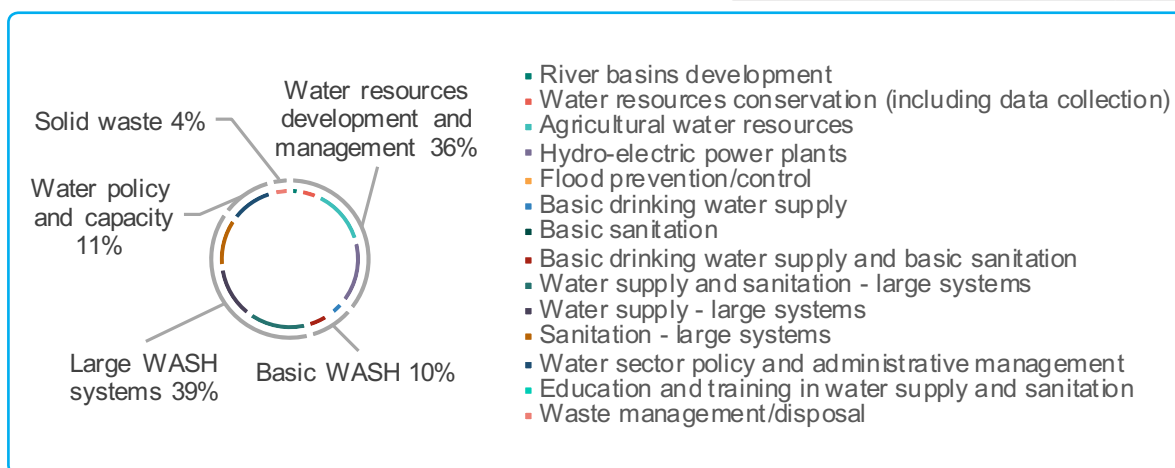 Water resources
development and
management 36%
Solid waste 4%
Water policy
and capacity
11%
Large WASH
systems 39%
Basic WASH 10%
River basins development
Water resources conservation (including data collection)
Agricultural water resources
Hydro-electric power plants
Flood prevention/control
Basic drinking water supply
Basic sanitation
Basic drinking water supply and basic sanitation
Water supply and sanitation - large systems
Water supply - large systems
Sanitation - large systems
Water sector policy and administrative management
Education and training in water supply and sanitation
Waste management/disposal